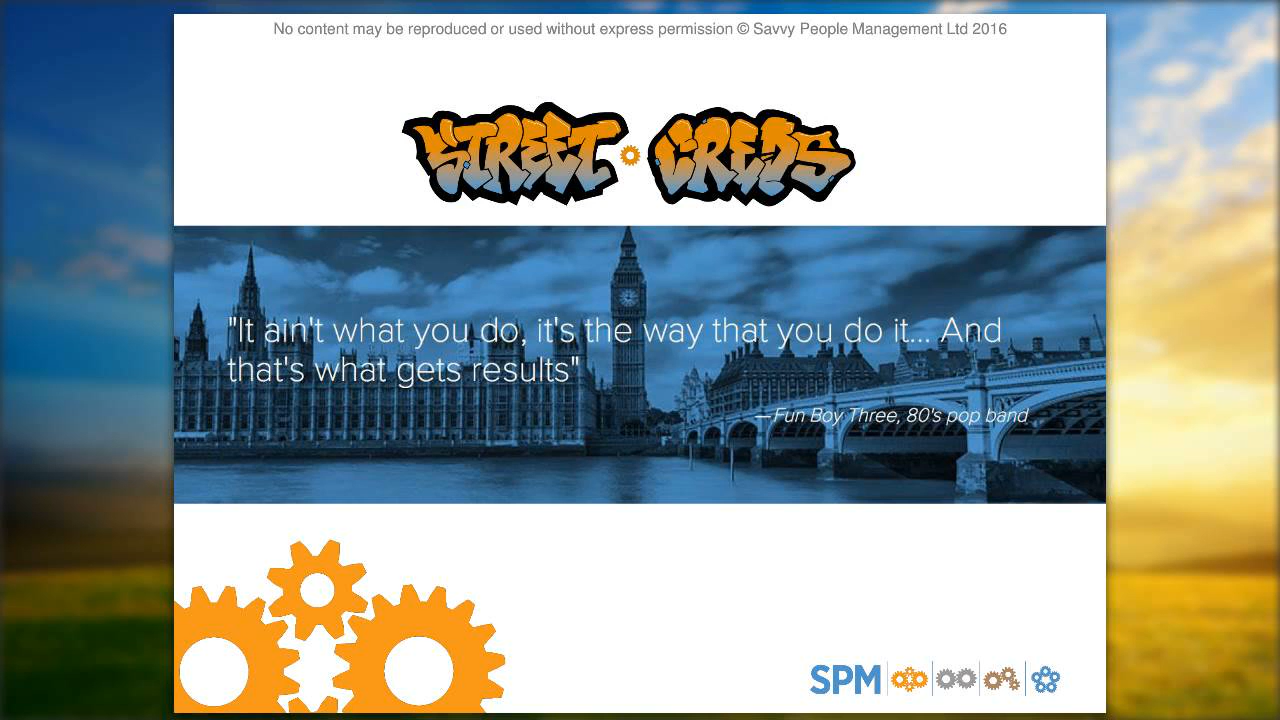 No content may be reproduced or used without express permission © Savvy People Management Ltd 2016
STREET CREDS
"It ain't what you do, it's the way that you do it... And
that's what gets results"
—Fun Boy Three, 80's pop band
SPM